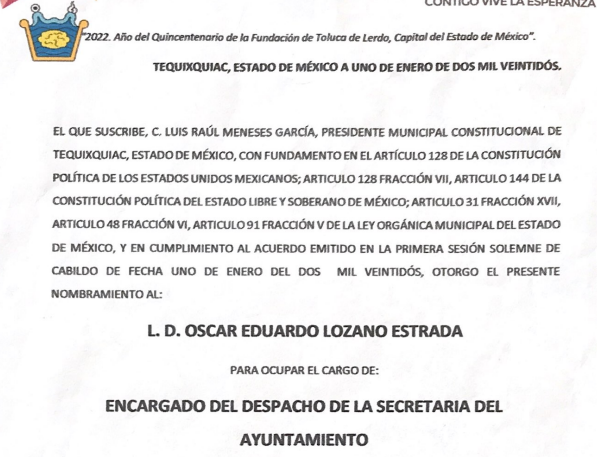 CONTIGO VIVE LA ESPERANZA
"2022. Año del Quincentenario de la Fundación de Toluca de Lerdo, Capital del Estado de México".
TEQUIXQUIAC, ESTADO DE MÉXICO A UNO DE ENERO DE DOS MIL VEINTIDÓS.
EL QUE SUSCRIBE, C. LUIS RAÚL MENESES GARCÍA, PRESIDENTE MUNICIPAL CONSTITUCIONAL DE
TEQUIXQUIAC, ESTADO DE MÉXICO, CON FUNDAMENTO EN EL ARTÍCULO 128 DE LA CONSTITUCIÓN
POLÍTICA DE LOS ESTADOS UNIDOS MEXICANOS; ARTICULO 128 FRACCIÓN VII, ARTICULO 144 DE LA
CONSTITUCIÓN POLÍTICA DEL ESTADO LIBRE Y SOBERANO DE MÉXICO; ARTICULO 31 FRACCIÓN XVII,
ARTICULO 48 FRACCIÓN VI, ARTICULO 91 FRACCIÓN V DE LA LEY ORGÁNICA MUNICIPAL DEL ESTADO
DE MÉXICO, Y EN CUMPLIMIENTO AL ACUERDO EMITIDO EN LA PRIMERA SESIÓN SOLEMNE DE
CABILDO DE FECHA UNO DE ENERO DEL DOS MIL VEINTIDÓS, OTORGO EL PRESENTE
NOMBRAMIENTO AL:
L. D. OSCAR EDUARDO LOZANO ESTRADA
PARA OCUPAR EL CARGO DE:
ENCARGADO DEL DESPACHO DE LA SECRETARIA DEL
AYUNTAMIENTO